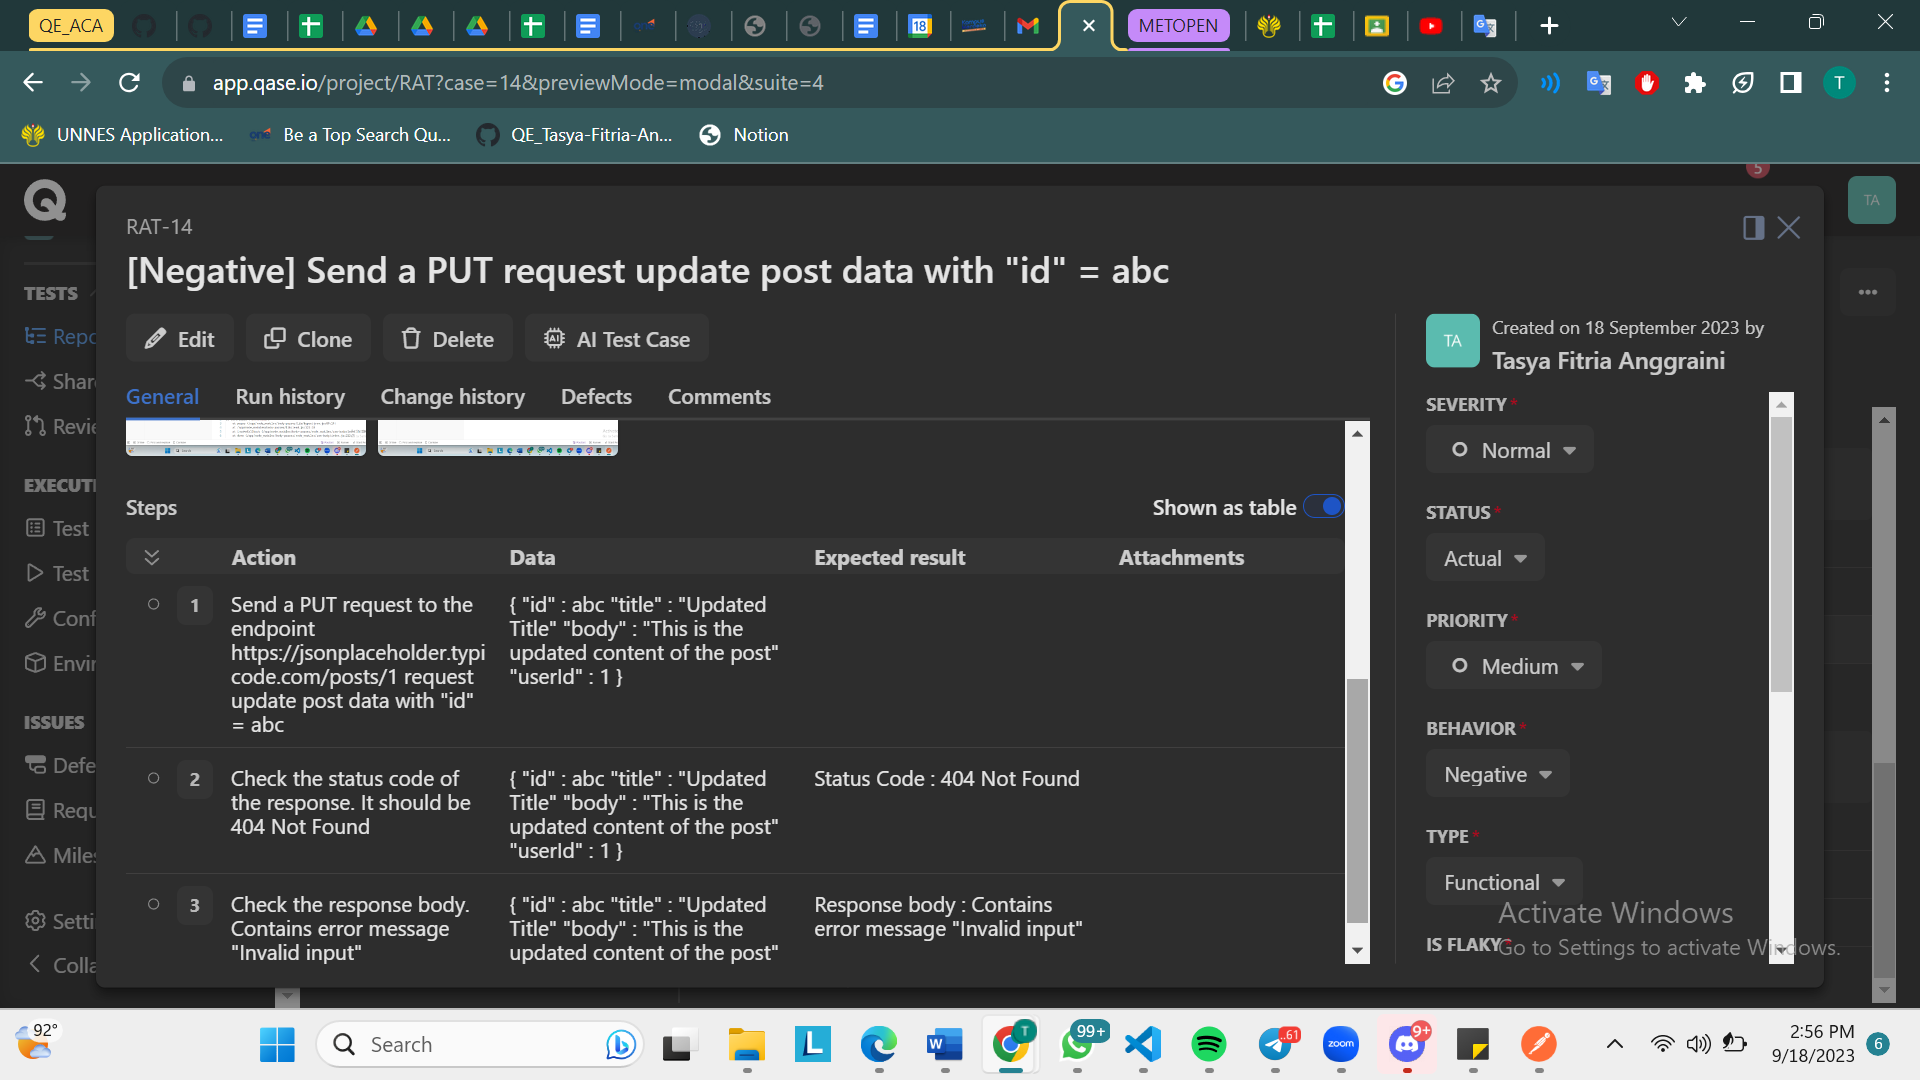 QE_ACA
METOPEN
app.qase.io/project/RAT?case=14&previewMode=modal&suite=4
T
UNNES Application...
Be a Top Search Qu...
QE_Tasya-Fitria-An...
Notion
5
TA
RAT-14
[Negative] Send a PUT request update post data with "id" = abc
Edit
Clone
Delete
AI Test Case
General
Run history
Change history
Defects
Comments
TA
Created on 18 September 2023 by
Tasya Fitria Anggraini
TESTS
Repo
Share
Revie
EXECUTI
Test
Test
Conf
Envir
ISSUES
Defe
Requ
Miles
Setti
Colla
Steps
Shown as table
Action
Data
Expected result
Attachments
1
Send a PUT request to the
endpoint
https://jsonplaceholder.typi
code.com/posts/1 request
update post data with "id"
= abc
{ "id" : abc "title" : "Updated
Title" "body" : "This is the
updated content of the post"
"userId" : 1 }
2
Check the status code of
the response. It should be
404 Not Found
{ "id" : abc "title" : "Updated
Title" "body" : "This is the
updated content of the post"
"userId" : 1 }
Status Code : 404 Not Found
3
Check the response body.
Contains error message
"Invalid input"
{ "id" : abc "title" : "Updated
Title" "body" : "This is the
updated content of the post"
Response body : Contains
error message "Invalid input"
SEVERITY*
Normal
STATUS*
Actual
PRIORITY*
Medium
BEHAVIOR*
Negative
TYPE*
Functional
IS FLAKY*
Activate Windows
Go to Settings to activate Windows.
92°
Search
T
99+
..61
zoom
9+
2:56 PM
9/18/2023
6